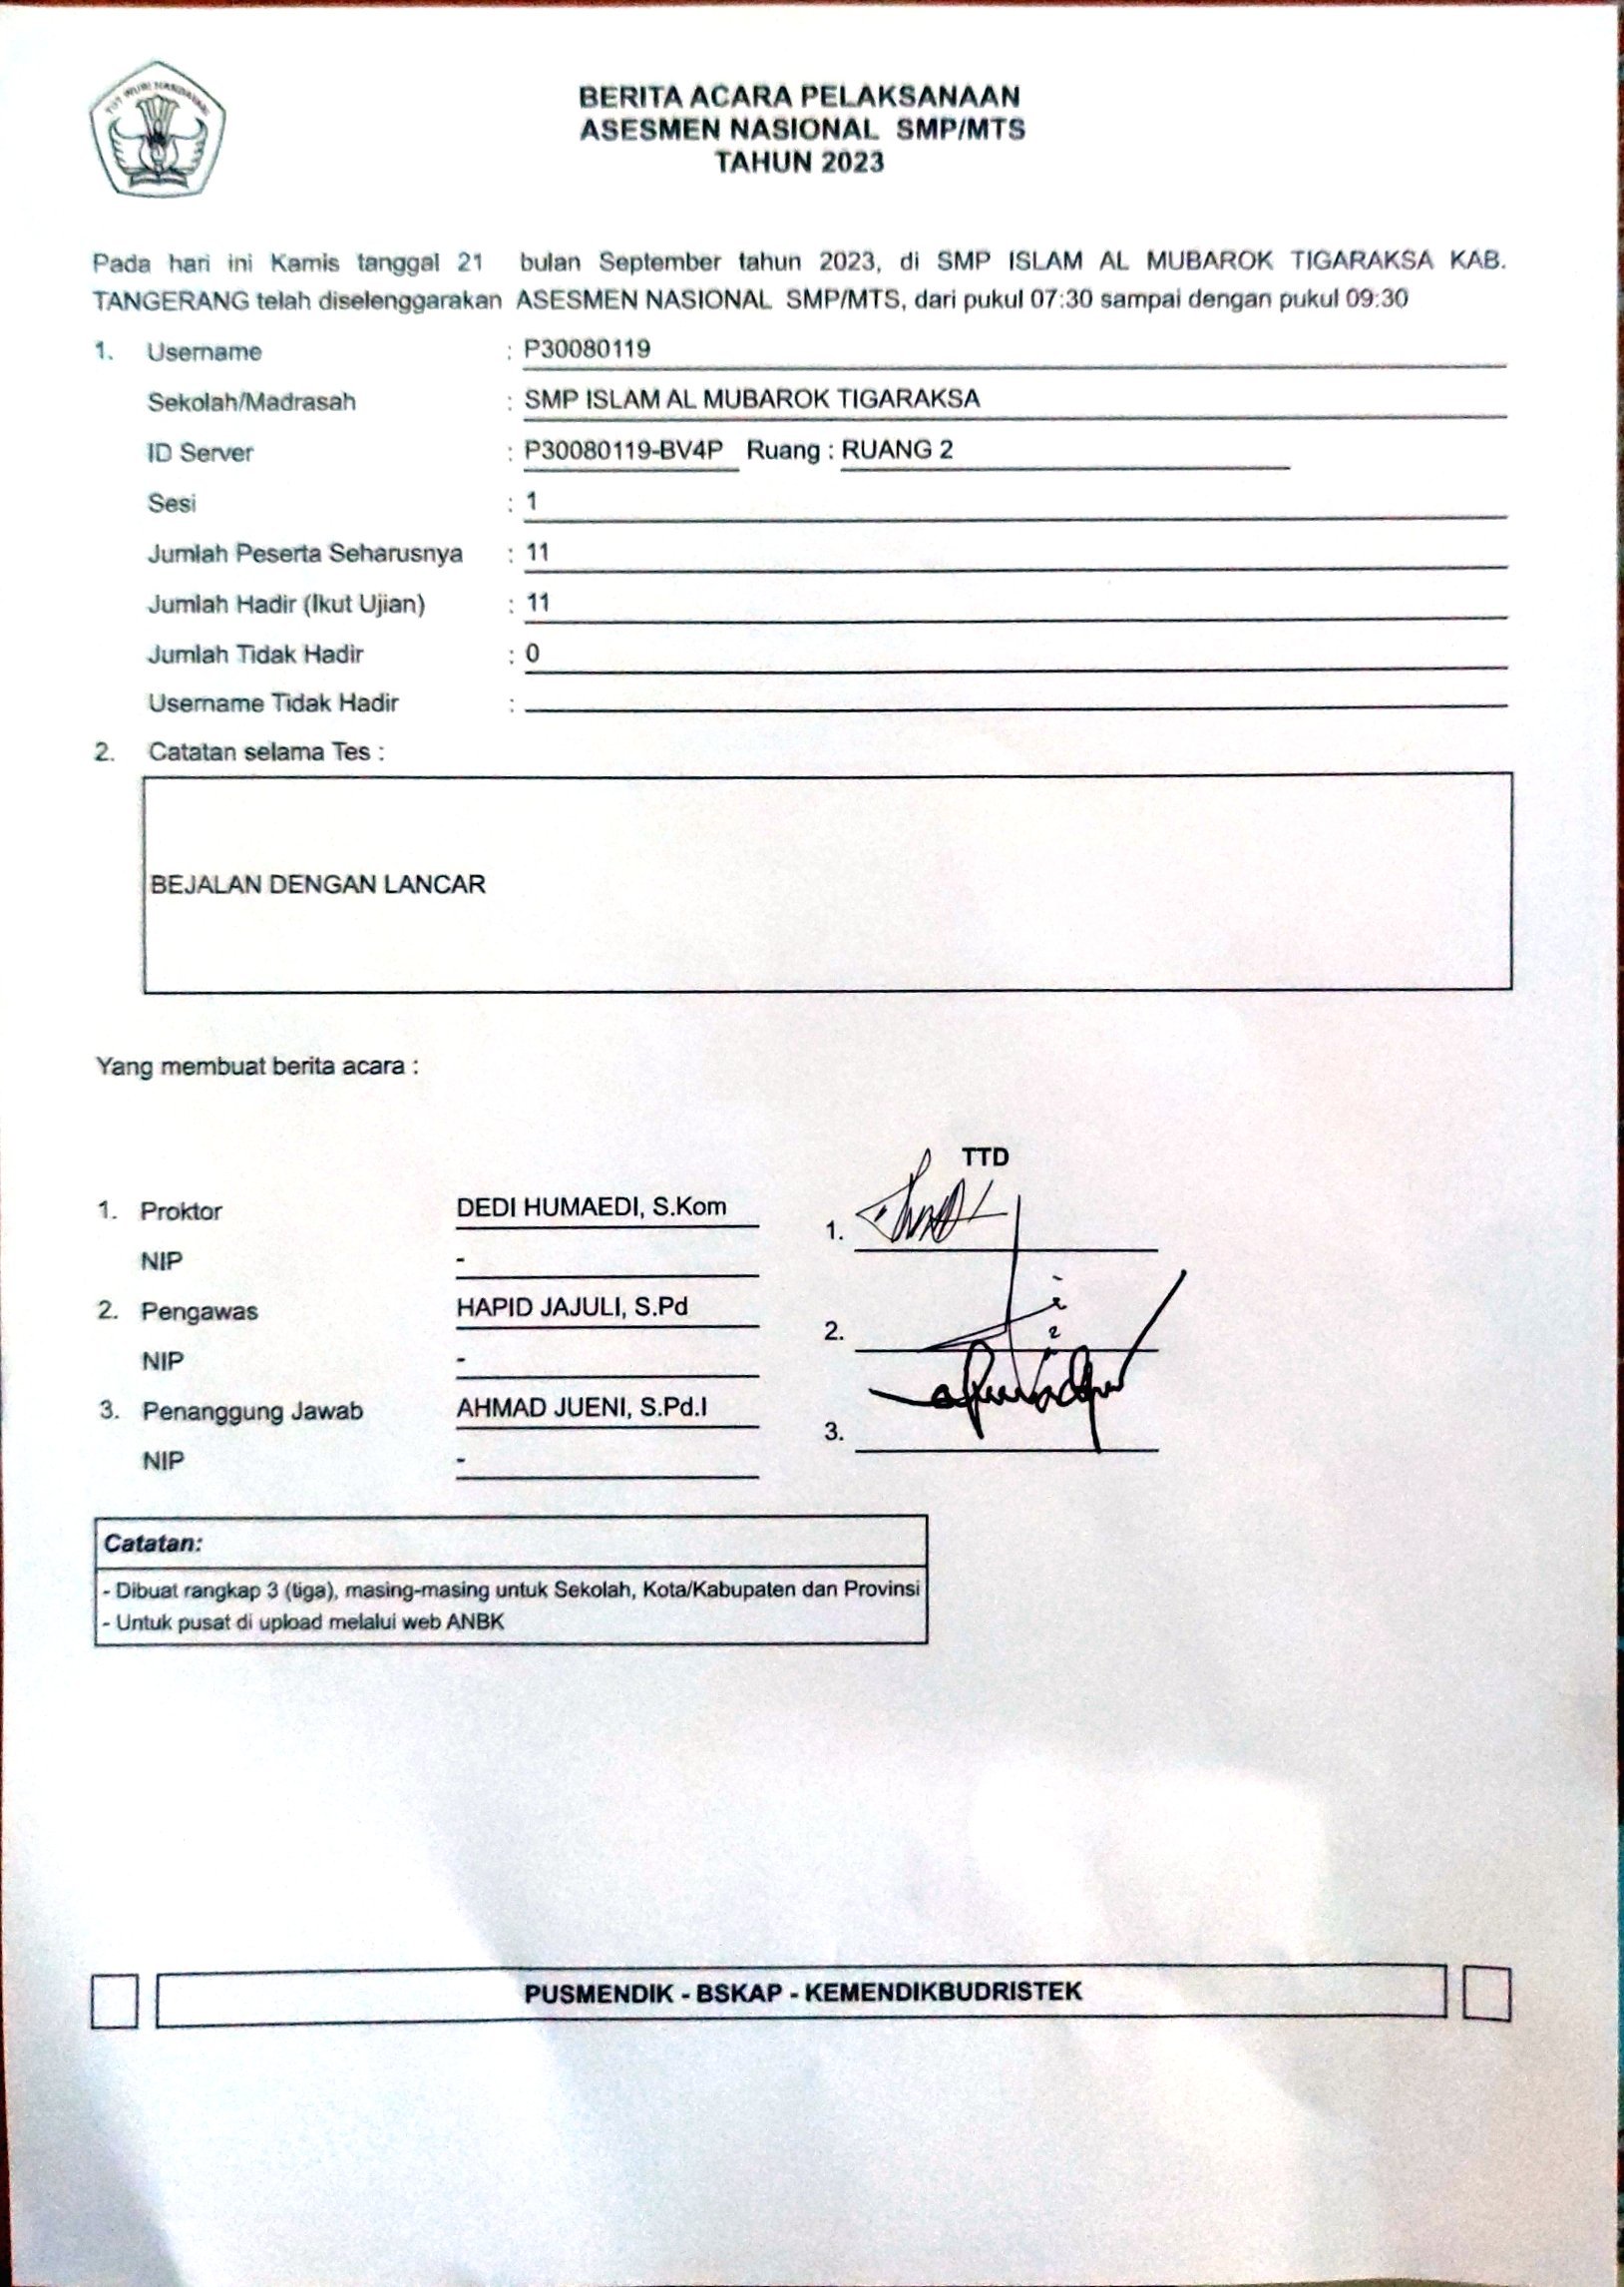 TUT WURI HANDAYANI
BERITA ACARA PELAKSANAAN
ASESMEN NASIONAL SMP/MTS
TAHUN 2023
Pada hari ini Kamis tanggal 21 bulan September tahun 2023, di SMP ISLAM AL MUBAROK TIGARAKSA KAB.
TANGERANG telah diselenggarakan ASESMEN NASIONAL SMP/MTS, dari pukul 07:30 sampai dengan pukul 09:30
1. Username : P30080119
Sekolah/Madrasah : SMP ISLAM AL MUBAROK TIGARAKSA
ID Server : P30080119-BV4P Ruang : RUANG 2
Sesi : 1
Jumlah Peserta Seharusnya : 11
Jumlah Hadir (Ikut Ujian) : 11
Jumlah Tidak Hadir : 0
Username Tidak Hadir :
2. Catatan selama Tes :
BEJALAN DENGAN LANCAR
Yang membuat berita acara :
TTD
1. Proktor DEDI HUMAEDI, S.Kom 1.
NIP -
2. Pengawas HAPID JAJULI, S.Pd 2.
NIP -
3. Penanggung Jawab AHMAD JUENI, S.Pd.I 3.
NIP -
Catatan:
- Dibuat rangkap 3 (tiga), masing-masing untuk Sekolah, Kota/Kabupaten dan Provinsi
- Untuk pusat di upload melalui web ANBK
PUSMENDIK - BSKAP - KEMENDIKBUDRISTEK